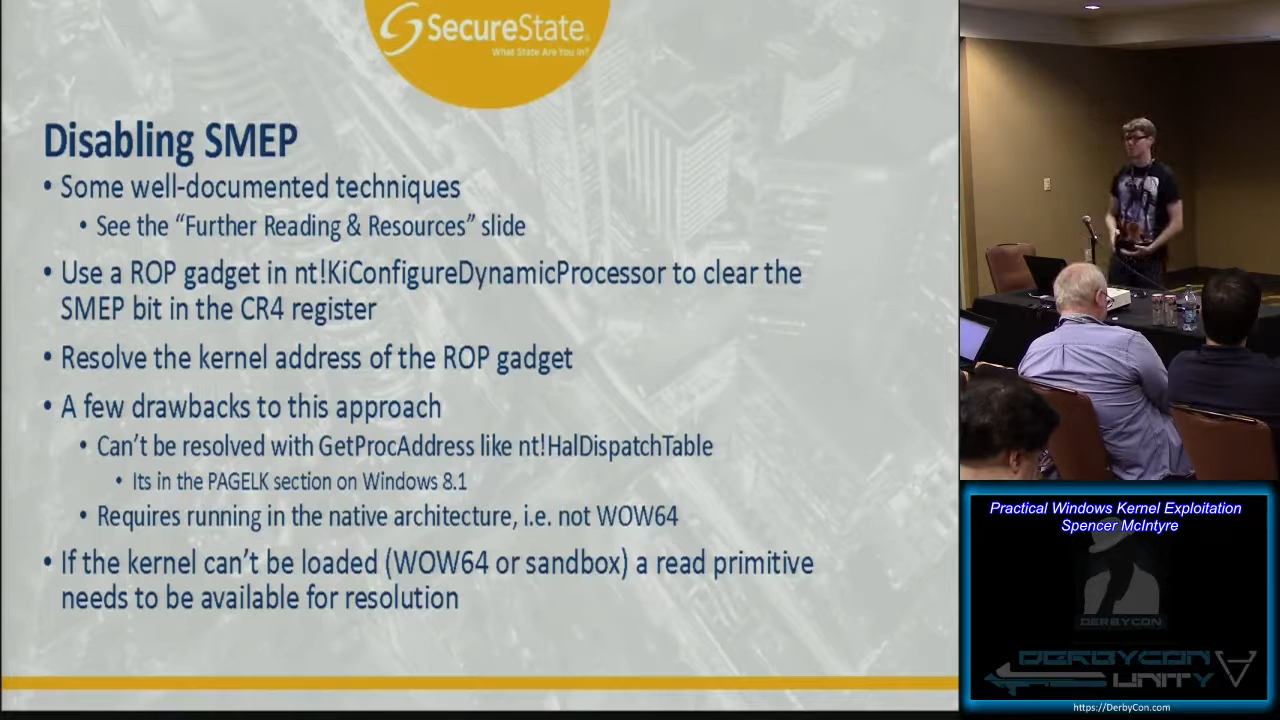 SecureState
What State Are You In?
Disabling SMEP
• Some well-documented techniques
• See the “Further Reading & Resources” slide
• Use a ROP gadget in nt!KiConfigureDynamicProcessor to clear the
SMEP bit in the CR4 register
• Resolve the kernel address of the ROP gadget
• A few drawbacks to this approach
• Can’t be resolved with GetProcAddress like nt!HalDispatchTable
• Its in the PAGELK section on Windows 8.1
• Requires running in the native architecture, i.e. not WOW64
• If the kernel can’t be loaded (WOW64 or sandbox) a read primitive
needs to be available for resolution
Practical Windows Kernel Exploitation
Spencer McIntyre
DERBYCON
DERBYCON
UNITY
https://DerbyCon.com